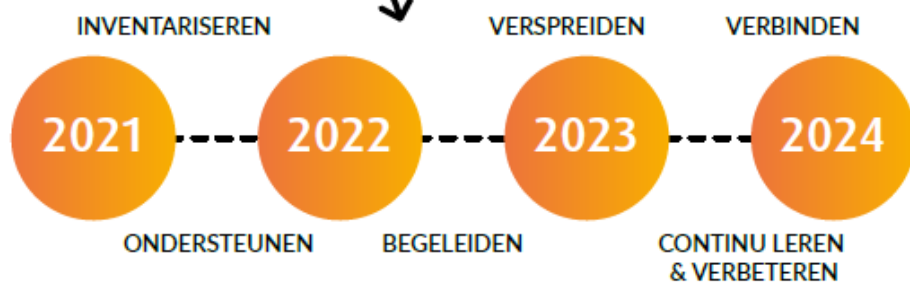 INVENTARISEREN
VERSPREIDEN
VERBINDEN
2021
2022
2023
2024
ONDERSTEUNEN
BEGELEIDEN
CONTINU LEREN
& VERBETEREN